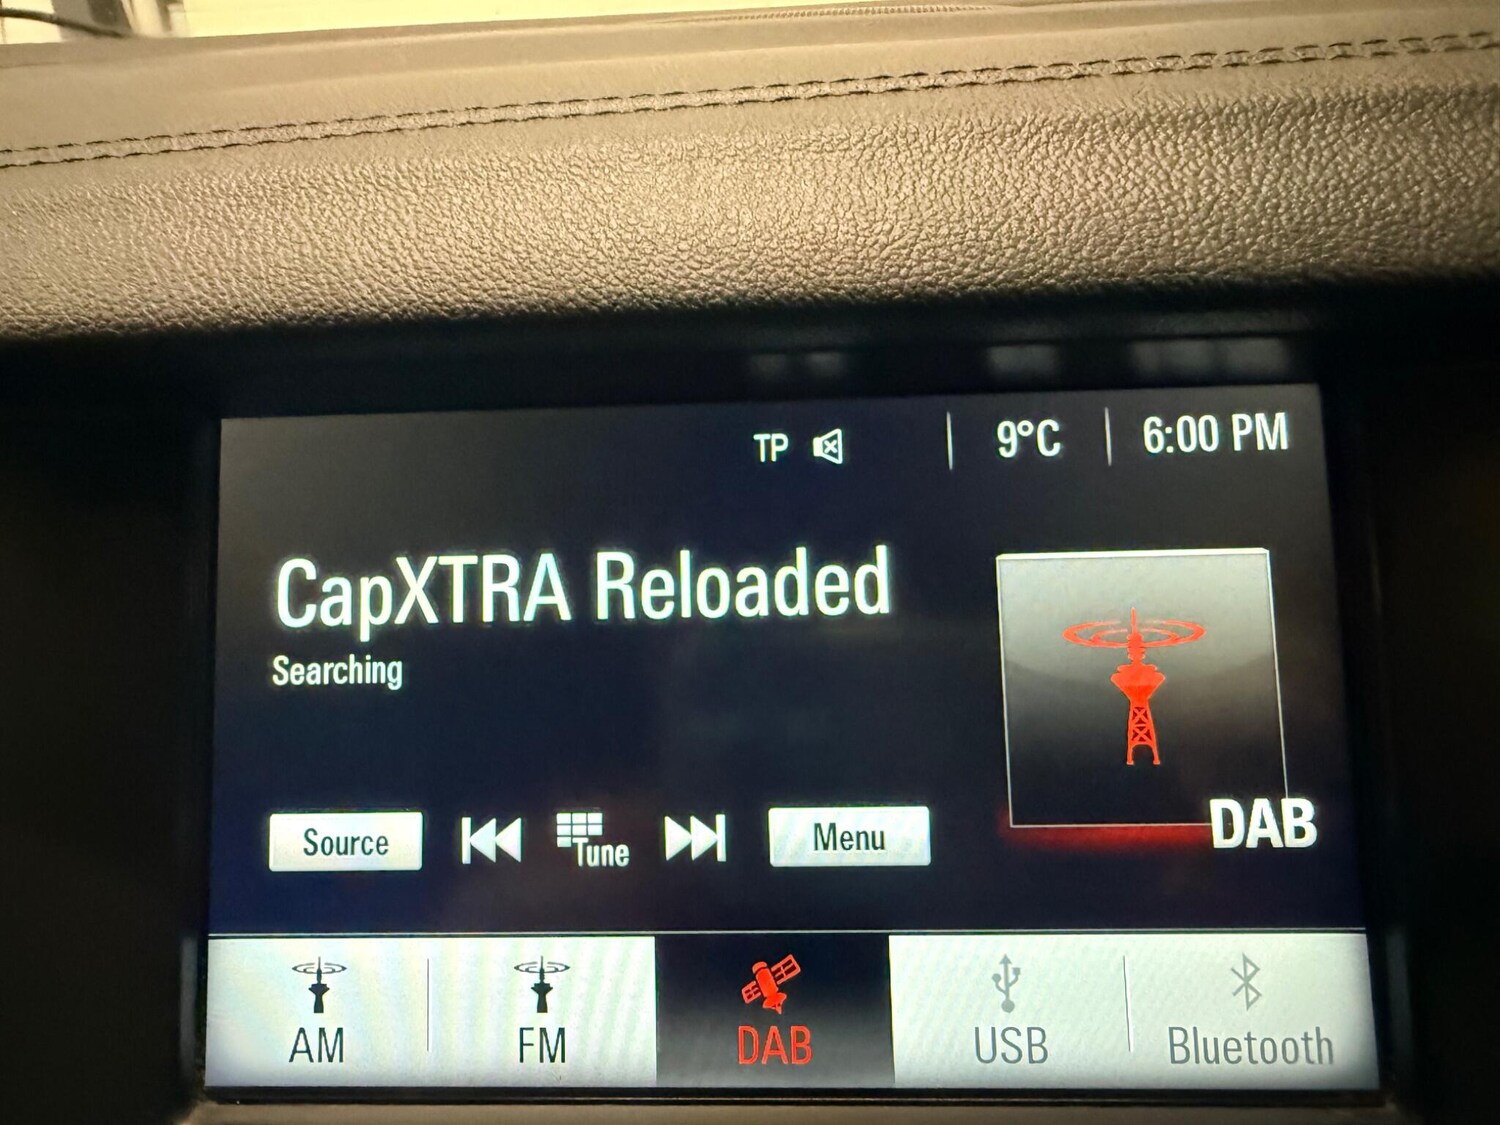 TP 9°C 6:00 PM
CapXTRA Reloaded
Searching
DAB
Source Tune Menu
AM FM DAB USB Bluetooth